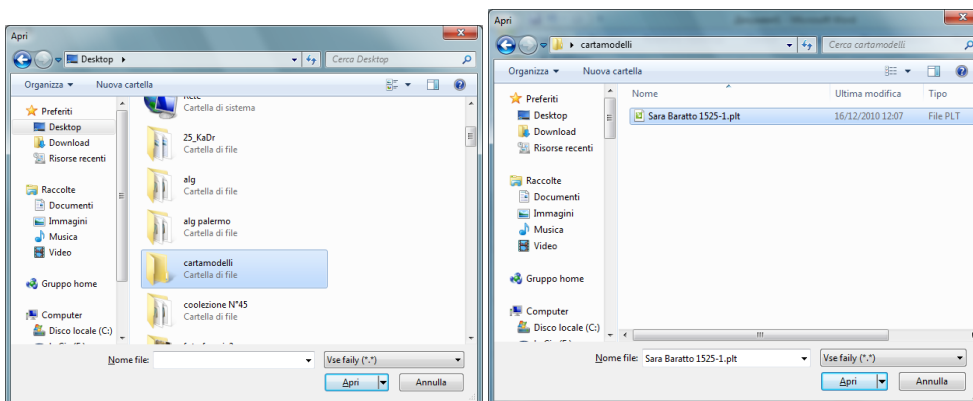 Apri
Desktop
Cerca Desktop
Organizza
Nuova cartella
Preferiti
Desktop
Download
Risorse recenti
Raccolte
Documenti
Immagini
Musica
Video
Gruppo home
Computer
Disco locale (C:)
Cartella di sistema
25_KaDr
Cartella di file
alg
Cartella di file
alg palermo
Cartella di file
cartamodelli
Cartella di file
coolezione N°45
Cartella di file
Nome file:
Vse faily (*.*)
Apri
Annulla
Apri
cartamodelli
Cerca cartamodelli
Organizza
Nuova cartella
Preferiti
Desktop
Download
Risorse recenti
Raccolte
Documenti
Immagini
Musica
Video
Gruppo home
Computer
Disco locale (C:)
Nome
Ultima modifica
Tipo
Sara Baratto 1525-1.plt
16/12/2010 12:07
File PLT
Nome file:
Sara Baratto 1525-1.plt
Vse faily (*.*)
Apri
Annulla